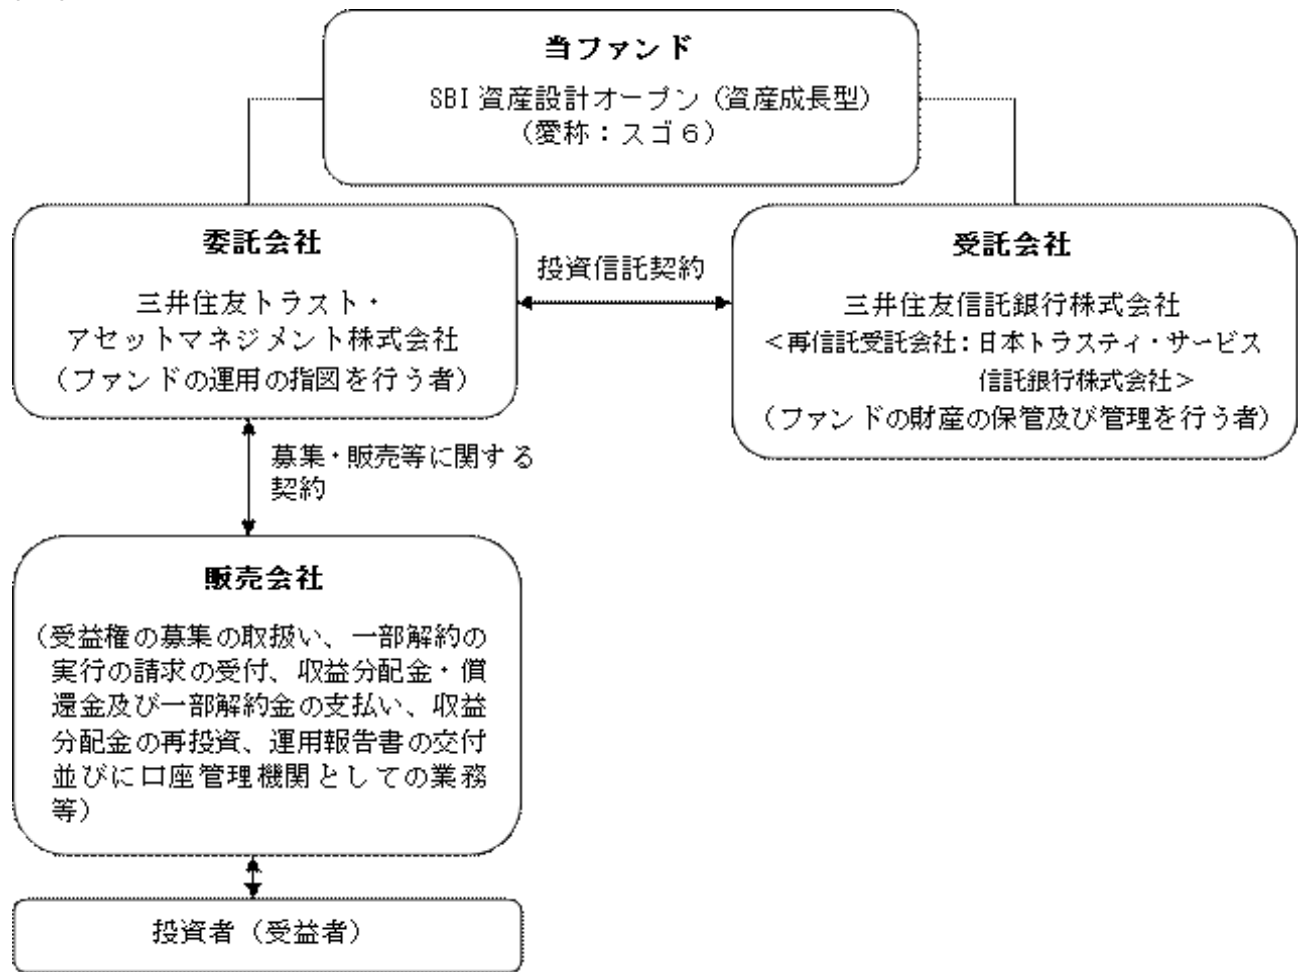 当ファンド
SBI 資産設計オープン（資産成長型）
（愛称：スゴ６）
委託会社
三井住友トラスト・
アセットマネジメント株式会社
（ファンドの運用の指図を行う者）
投資信託契約
受託会社
三井住友信託銀行株式会社
＜再信託受託会社：日本トラスティ・サービス
信託銀行株式会社＞
（ファンドの財産の保管及び管理を行う者）
募集・販売等に関する
契約
販売会社
（受益権の募集の取扱い、一部解約の
実行の請求の受付、収益分配金・償
還金及び一部解約金の支払い、収益
分配金の再投資、運用報告書の交付
並びに口座管理機関としての業務
等）
投資者（受益者）